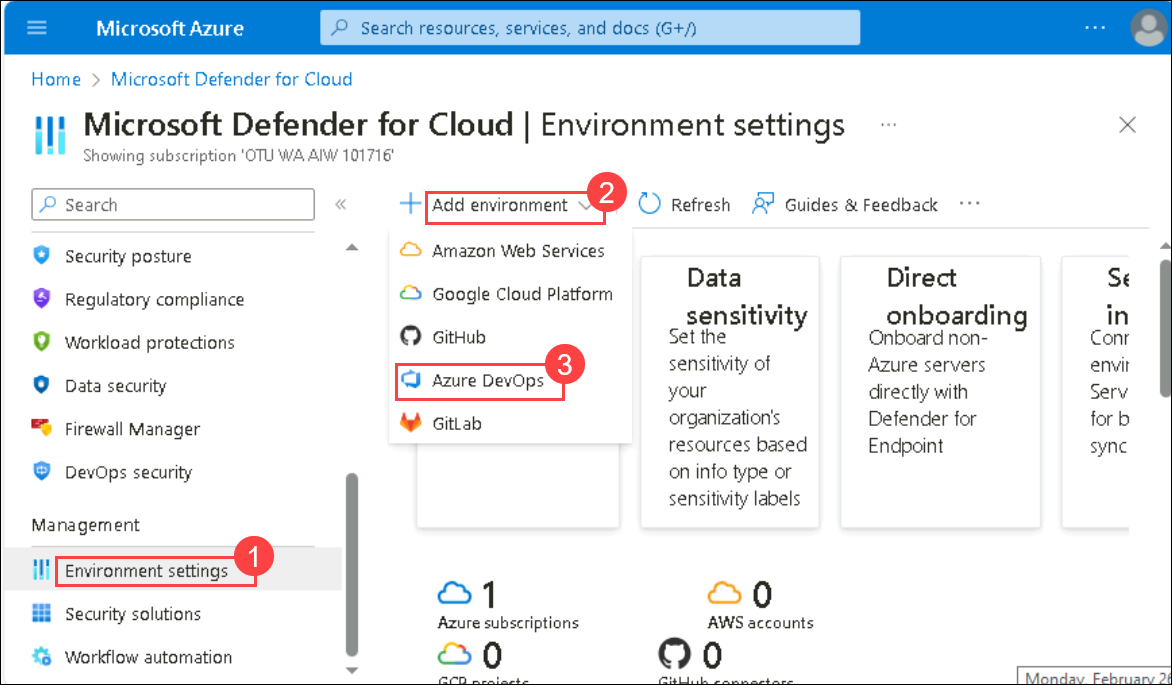 Microsoft Azure
Search resources, services, and docs (G+/)
...
Home > Microsoft Defender for Cloud
Microsoft Defender for Cloud | Environment settings
...
Showing subscription 'OTU WA AIW 101716'
Search
«
Add environment
2
Refresh
Guides & Feedback
...
Security posture
Regulatory compliance
Workload protections
Data security
Firewall Manager
DevOps security
Management
Environment settings
1
Security solutions
Workflow automation
Amazon Web Services
Google Cloud Platform
GitHub
Azure DevOps
3
GitLab
Data
sensitivity
Set the
sensitivity of
your
organization's
resources based
on info type or
sensitivity labels
Direct
onboarding
Onboard non-
Azure servers
directly with
Defender for
Endpoint
Se
in
Conn
envir
Serv
for b
sync
1
Azure subscriptions
0
AWS accounts
0
GCP projects
0
GitHub connectors
Monday, February 26